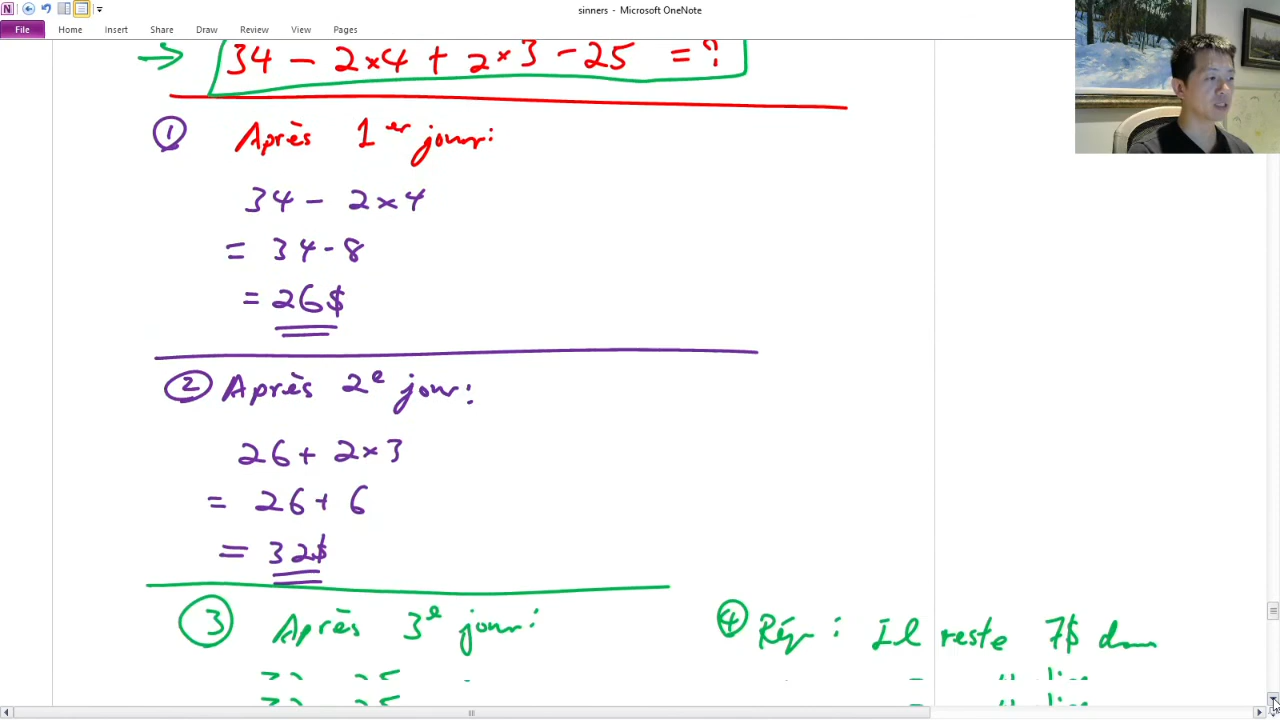 sinners - Microsoft OneNote
File Home Insert Share Draw Review View Pages
→ 34 - 2×4 + 2×3 - 25 = ?
① Après 1er jour:
34 - 2×4
= 34-8
= 26$
② Après 2e jour:
26 + 2×3
= 26 + 6
= 32$
③ Après 3e jour:
④ Rép : Il reste 7$ dans
32 25